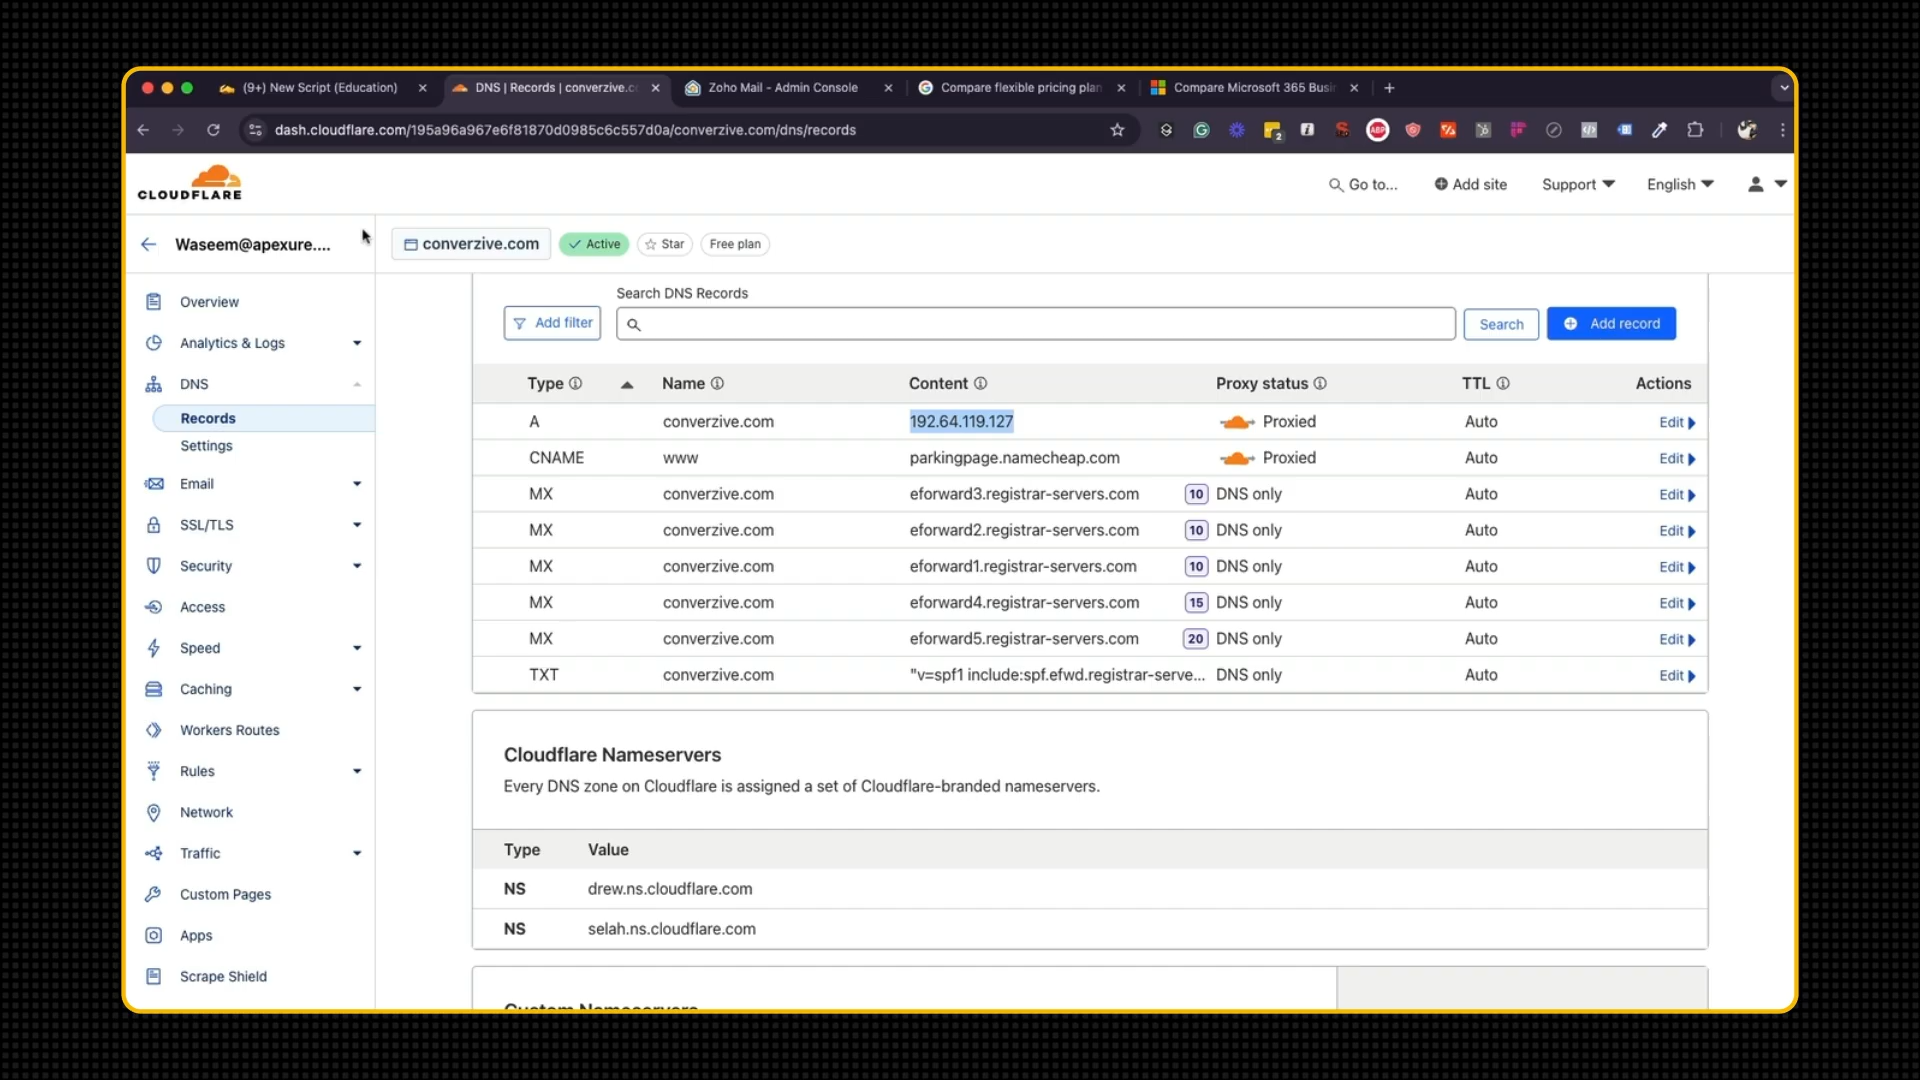 (9+) New Script (Education)
DNS | Records | converzive.co
Zoho Mail - Admin Console
Compare flexible pricing plan
Compare Microsoft 365 Busi
dash.cloudflare.com/195a96a967e6f81870d0985c6c557d0a/converzive.com/dns/records
2
ABP
CLOUDFLARE
Go to...
Add site
Support
English
Waseem@apexure....
converzive.com
Active
Star
Free plan
Overview
Analytics & Logs
DNS
Records
Settings
Email
SSL/TLS
Security
Access
Speed
Caching
Workers Routes
Rules
Network
Traffic
Custom Pages
Apps
Scrape Shield
Search DNS Records
Add filter
Search
Add record
Type Name Content Proxy status TTL Actions
A converzive.com 192.64.119.127 Proxied Auto Edit
CNAME www parkingpage.namecheap.com Proxied Auto Edit
MX converzive.com eforward3.registrar-servers.com 10 DNS only Auto Edit
MX converzive.com eforward2.registrar-servers.com 10 DNS only Auto Edit
MX converzive.com eforward1.registrar-servers.com 10 DNS only Auto Edit
MX converzive.com eforward4.registrar-servers.com 15 DNS only Auto Edit
MX converzive.com eforward5.registrar-servers.com 20 DNS only Auto Edit
TXT converzive.com "v=spf1 include:spf.efwd.registrar-serve... DNS only Auto Edit
Cloudflare Nameservers
Every DNS zone on Cloudflare is assigned a set of Cloudflare-branded nameservers.
Type Value
NS drew.ns.cloudflare.com
NS selah.ns.cloudflare.com
Custom Nameservers